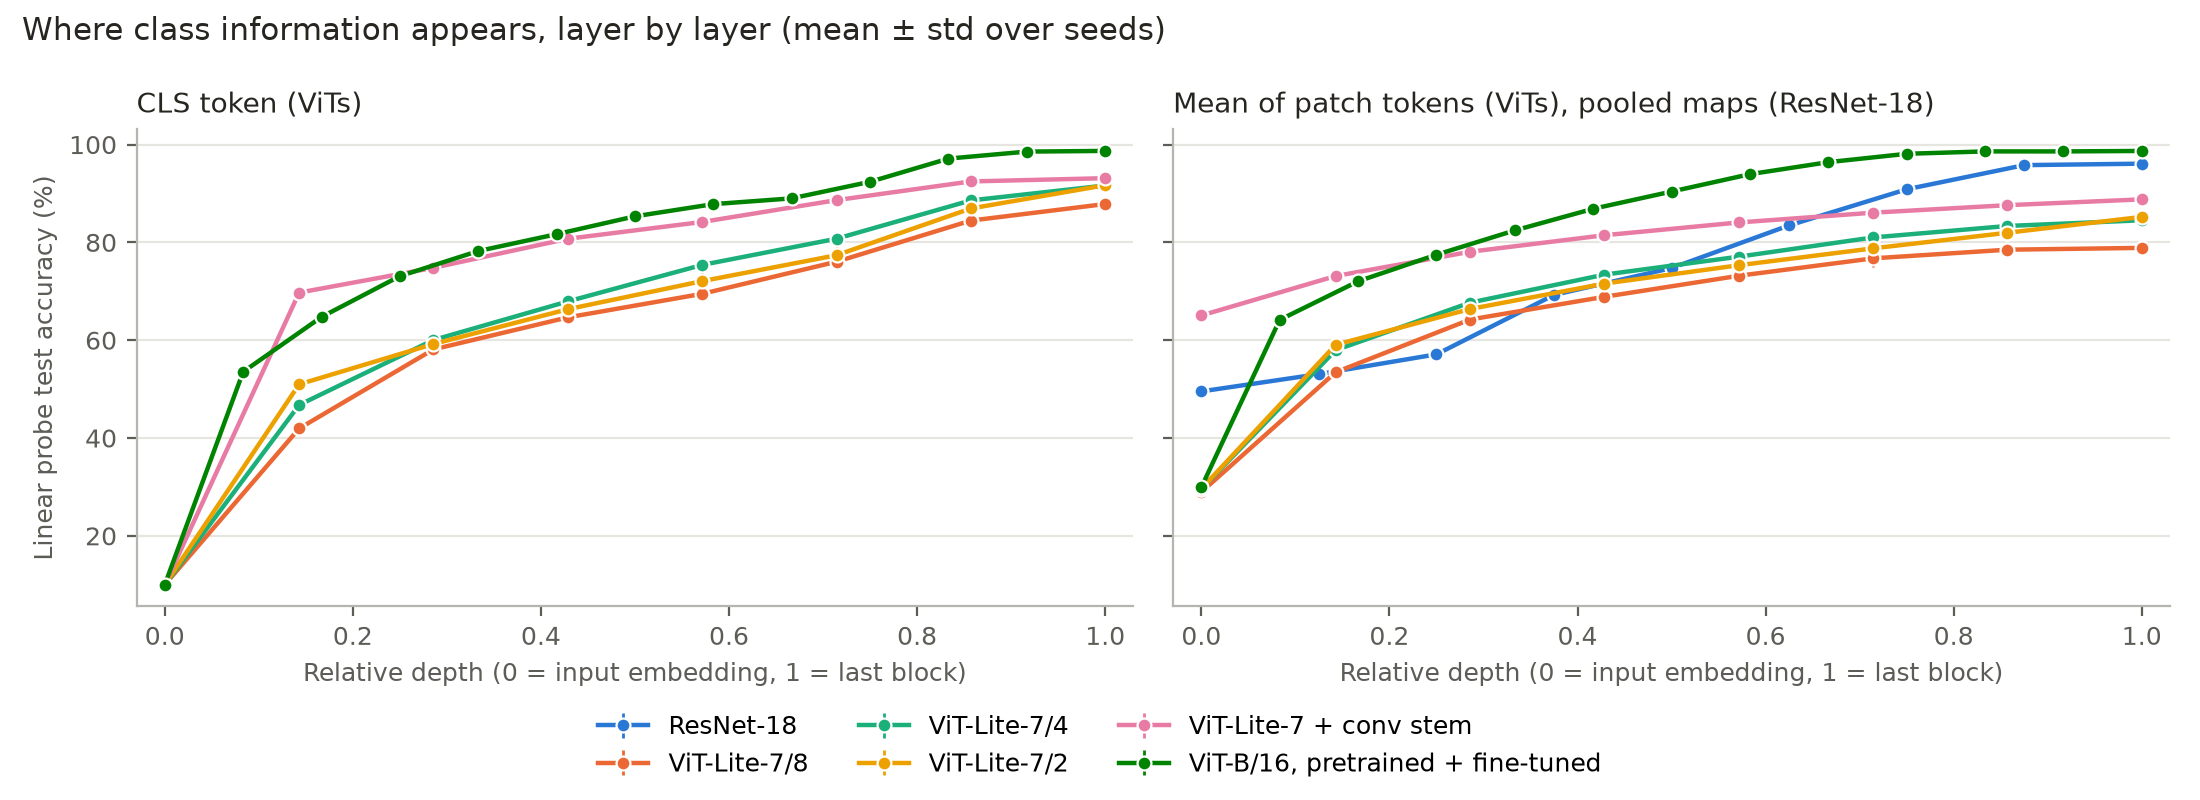 Where class information appears, layer by layer (mean ± std over seeds)
CLS token (ViTs)
Mean of patch tokens (ViTs), pooled maps (ResNet-18)
Linear probe test accuracy (%)
100
80
60
40
20
0.0 0.2 0.4 0.6 0.8 1.0
0.0 0.2 0.4 0.6 0.8 1.0
Relative depth (0 = input embedding, 1 = last block)
Relative depth (0 = input embedding, 1 = last block)
ResNet-18
ViT-Lite-7/8
ViT-Lite-7/4
ViT-Lite-7/2
ViT-Lite-7 + conv stem
ViT-B/16, pretrained + fine-tuned